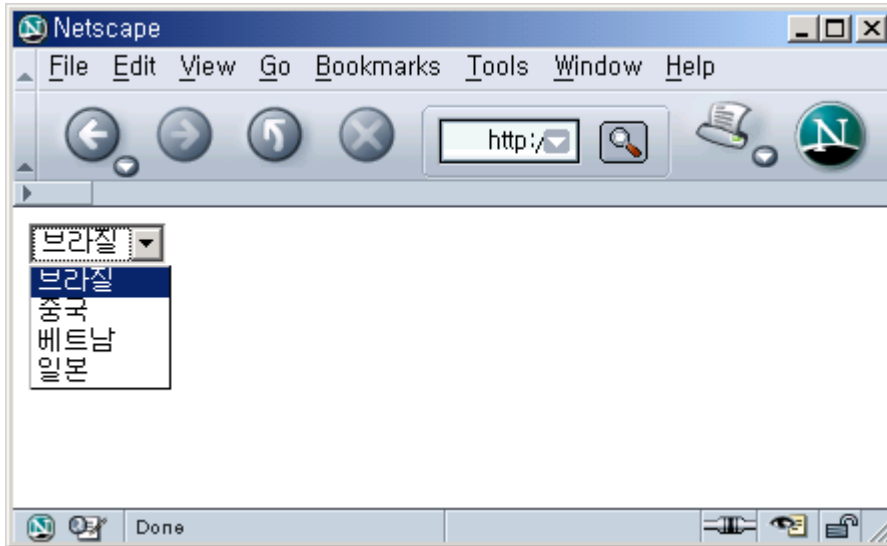 Netscape
File Edit View Go Bookmarks Tools Window Help
http:/
N
브라질
브라질
중국
베트남
일본
Done